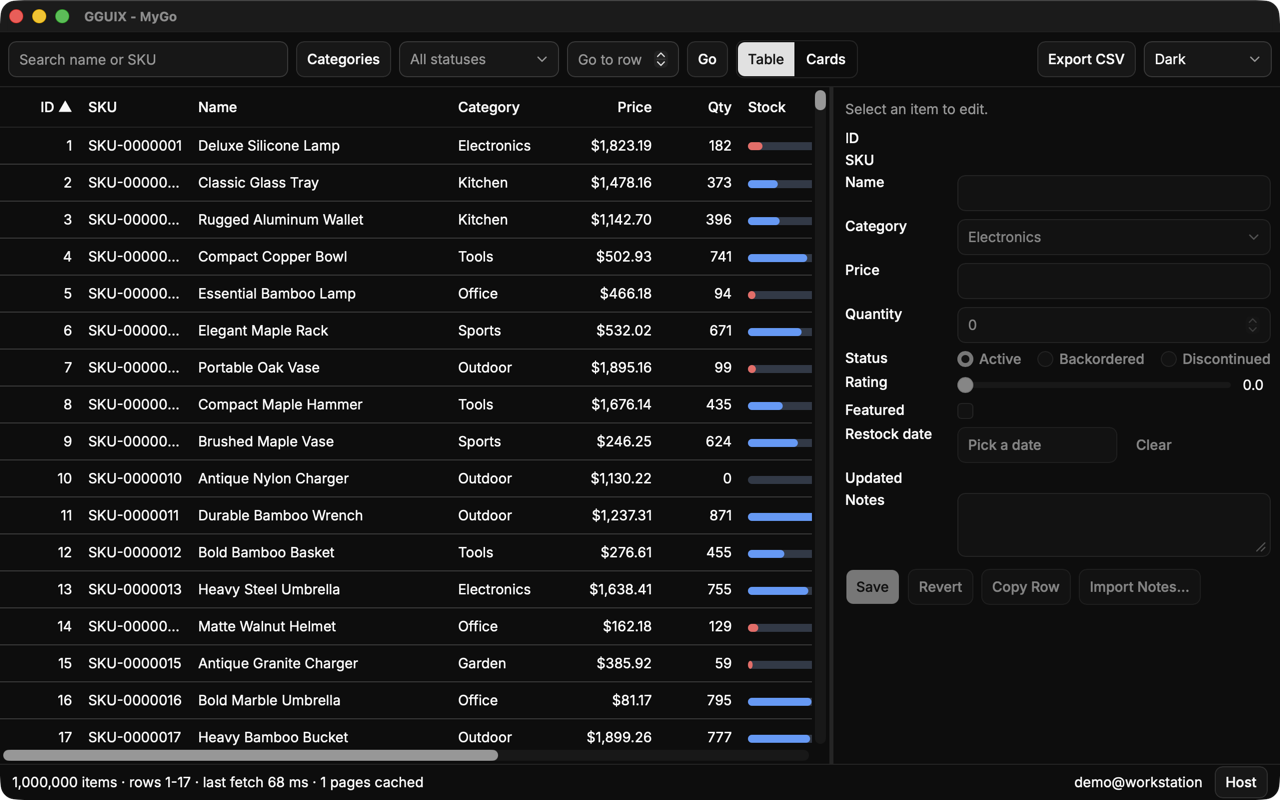 GGUIX - MyGo
Search name or SKU Categories All statuses Go to row Go Table Cards Export CSV Dark
ID ▲ SKU Name Category Price Qty Stock
1 SKU-0000001 Deluxe Silicone Lamp Electronics $1,823.19 182
2 SKU-00000... Classic Glass Tray Kitchen $1,478.16 373
3 SKU-00000... Rugged Aluminum Wallet Kitchen $1,142.70 396
4 SKU-00000... Compact Copper Bowl Tools $502.93 741
5 SKU-00000... Essential Bamboo Lamp Office $466.18 94
6 SKU-00000... Elegant Maple Rack Sports $532.02 671
7 SKU-00000... Portable Oak Vase Outdoor $1,895.16 99
8 SKU-00000... Compact Maple Hammer Tools $1,676.14 435
9 SKU-00000... Brushed Maple Vase Sports $246.25 624
10 SKU-0000010 Antique Nylon Charger Outdoor $1,130.22 0
11 SKU-0000011 Durable Bamboo Wrench Outdoor $1,237.31 871
12 SKU-0000012 Bold Bamboo Basket Tools $276.61 455
13 SKU-0000013 Heavy Steel Umbrella Electronics $1,638.41 755
14 SKU-00000... Matte Walnut Helmet Office $162.18 129
15 SKU-0000015 Antique Granite Charger Garden $385.92 59
16 SKU-0000016 Bold Marble Umbrella Office $81.17 795
17 SKU-0000017 Heavy Bamboo Bucket Outdoor $1,899.26 777
Select an item to edit.
ID
SKU
Name
Category Electronics
Price
Quantity 0
Status Active Backordered Discontinued
Rating 0.0
Featured
Restock date Pick a date Clear
Updated
Notes
Save Revert Copy Row Import Notes...
1,000,000 items · rows 1-17 · last fetch 68 ms · 1 pages cached demo@workstation Host